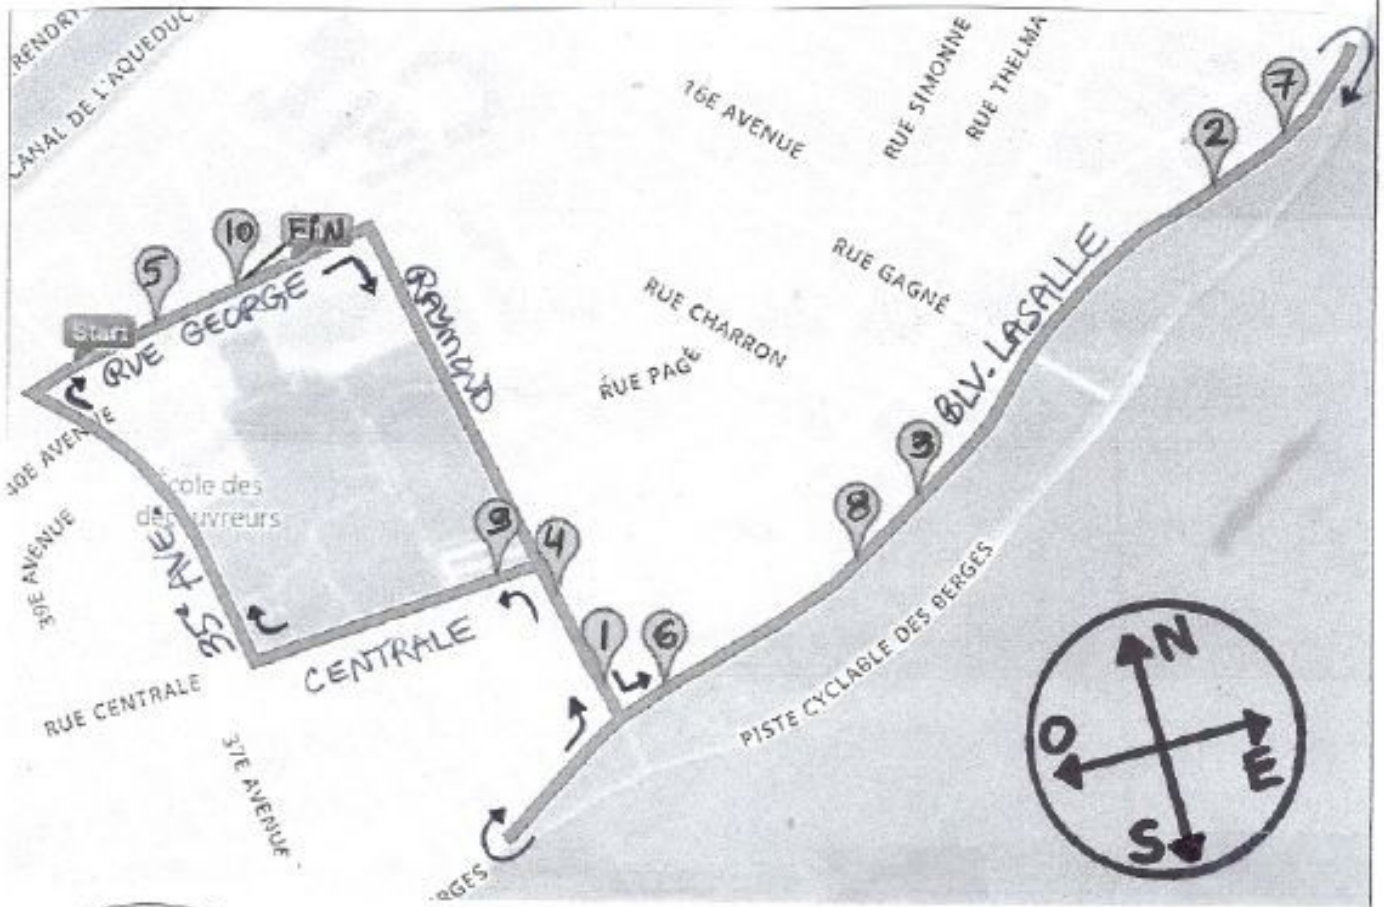 CANAL DE L'AQUEDUC
16E AVENUE
RUE SIMONNE
RUE THELMA
7
2
10
FIN
5
Start
RUE GEORGE
RAYMOND
RUE GAGNÉ
RUE CHARRON
RUE PAGÉ
BLV. LASALLE
3
8
40E AVENUE
39E AVENUE
École des
découvreurs
35e AVE
9
4
1
6
CENTRALE
RUE CENTRALE
37E AVENUE
PISTE CYCLABLE DES BERGES
N
O
E
S